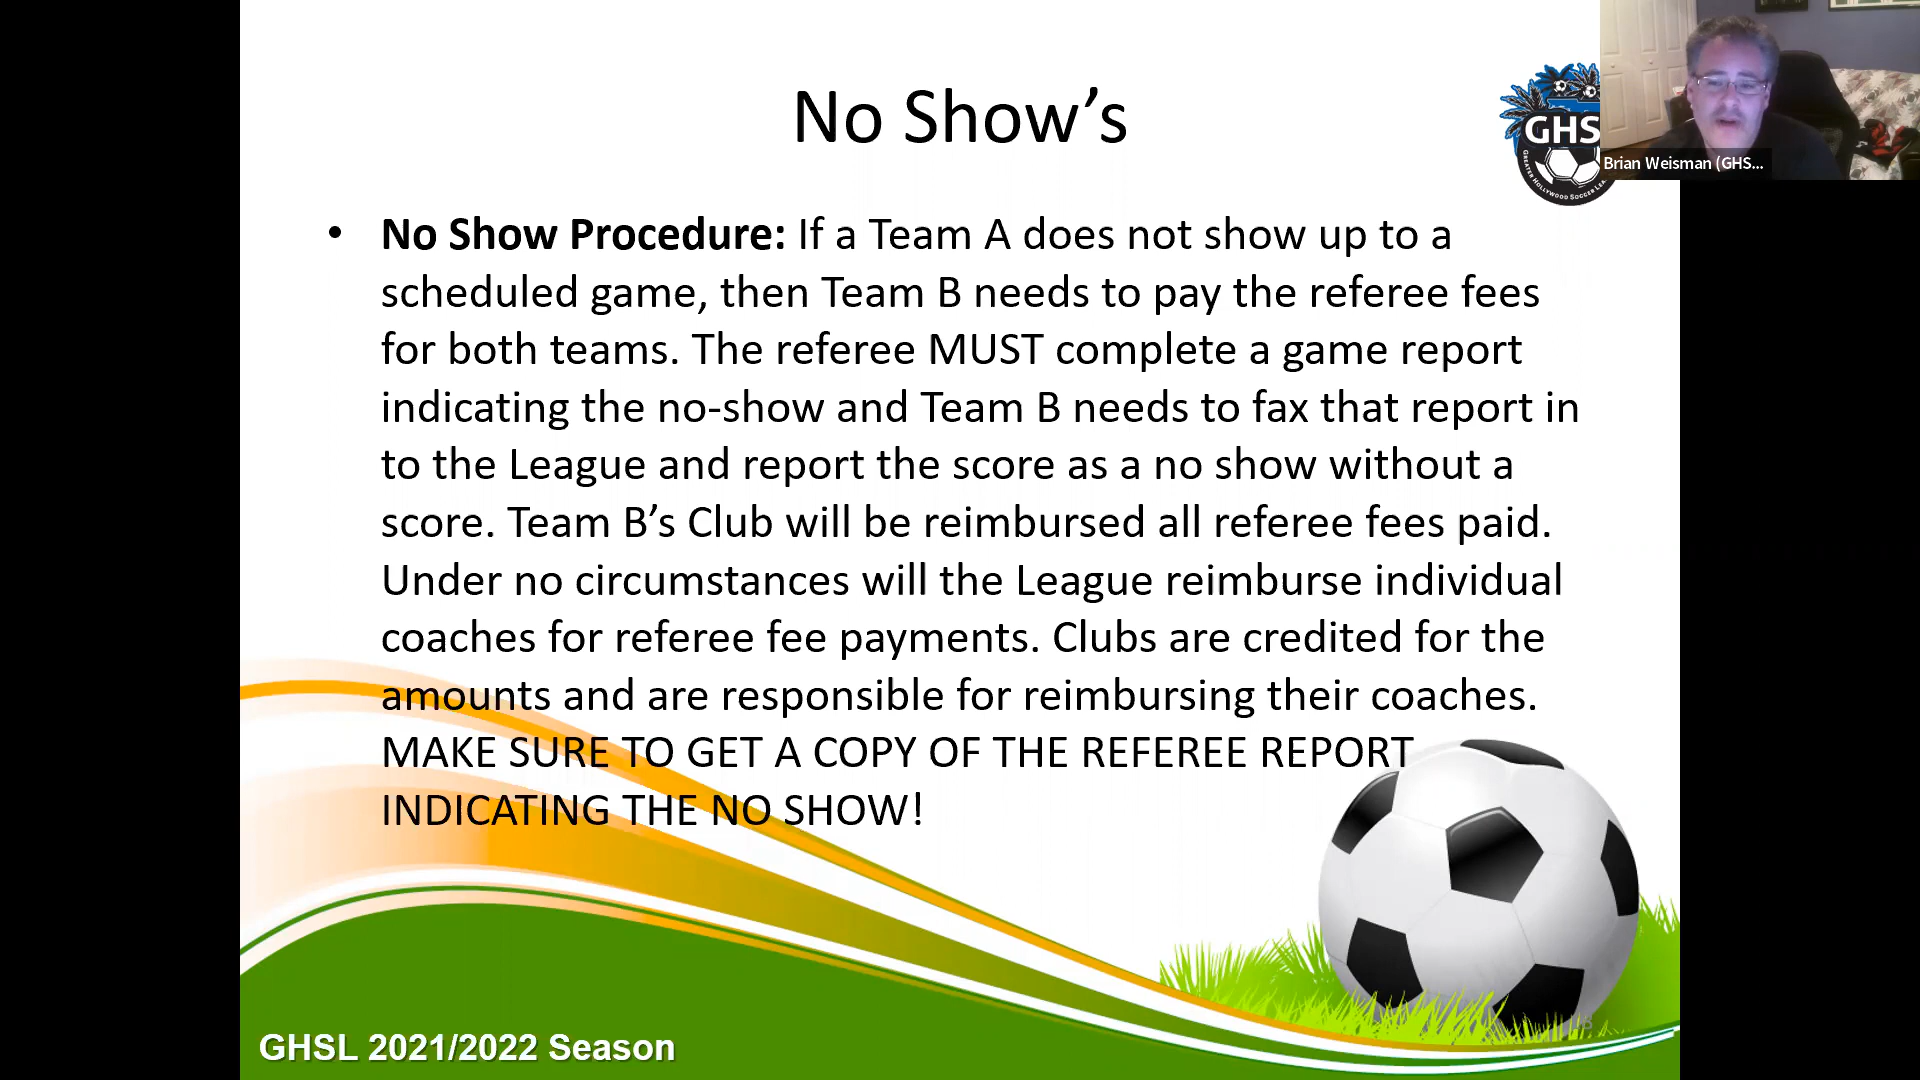 No Show’s
GHS
GREATER HOLLYWOOD SOCCER LEA
Brian Weisman (GHS...
• No Show Procedure: If a Team A does not show up to a
scheduled game, then Team B needs to pay the referee fees
for both teams. The referee MUST complete a game report
indicating the no-show and Team B needs to fax that report in
to the League and report the score as a no show without a
score. Team B’s Club will be reimbursed all referee fees paid.
Under no circumstances will the League reimburse individual
coaches for referee fee payments. Clubs are credited for the
amounts and are responsible for reimbursing their coaches.
MAKE SURE TO GET A COPY OF THE REFEREE REPORT
INDICATING THE NO SHOW!
GHSL 2021/2022 Season